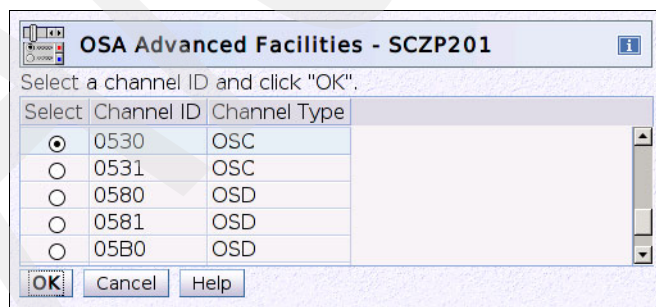 OSA Advanced Facilities - SCZP201
Select a channel ID and click "OK".
Select Channel ID Channel Type
0530 OSC
0531 OSC
0580 OSD
0581 OSD
05B0 OSD
OK Cancel Help